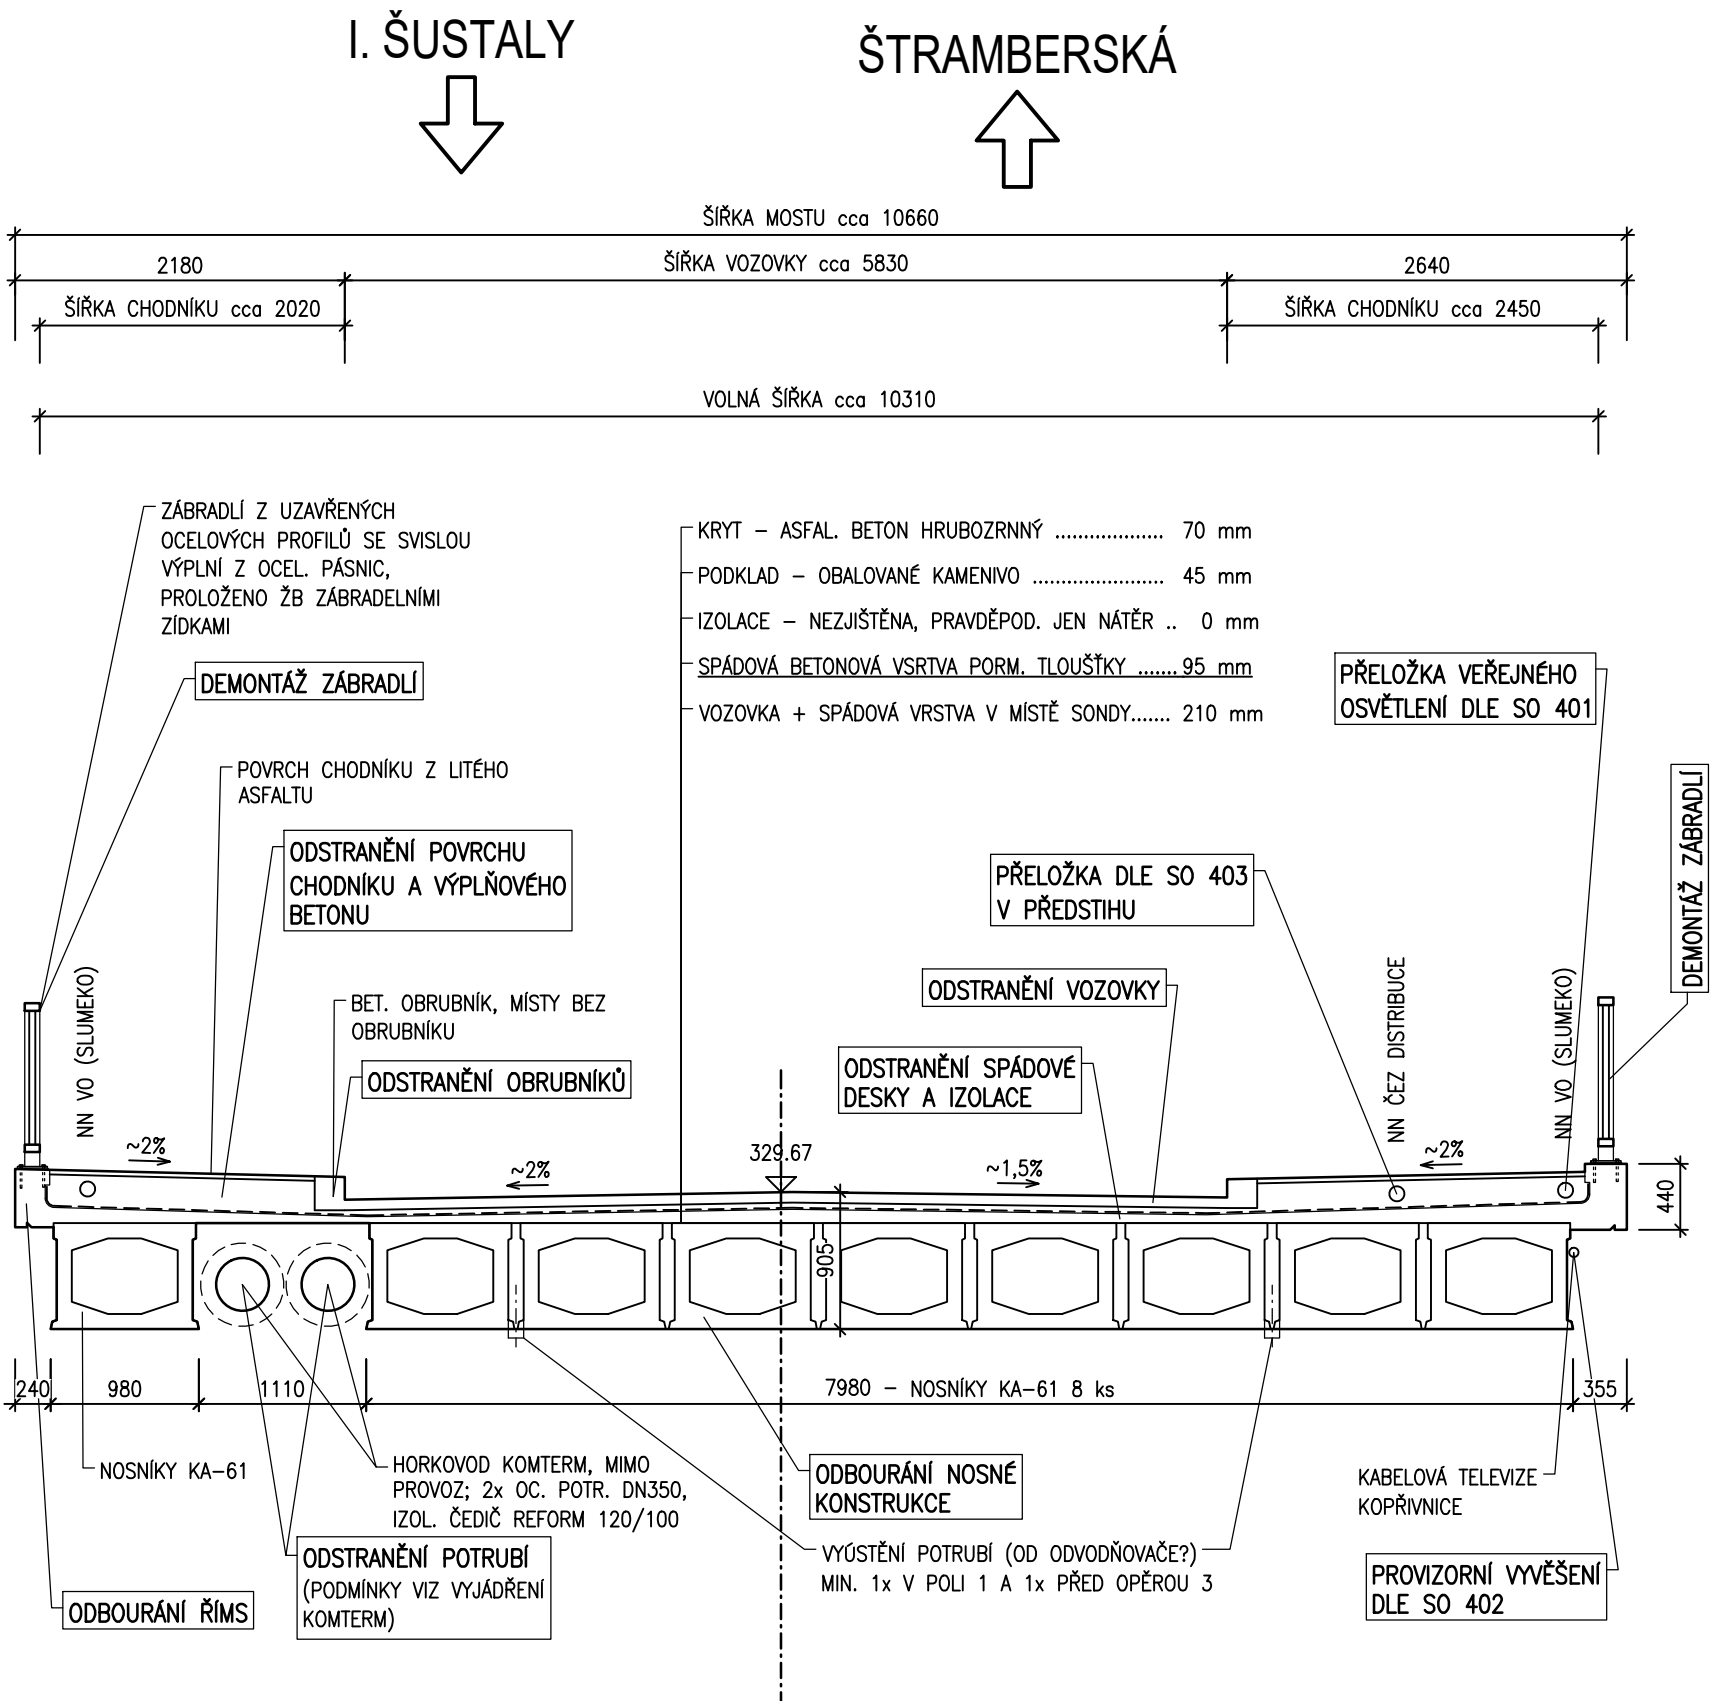 I. ŠUSTALY
ŠTRAMBERSKÁ
ŠÍŘKA MOSTU cca 10660
2180
ŠÍŘKA VOZOVKY cca 5830
2640
ŠÍŘKA CHODNÍKU cca 2020
ŠÍŘKA CHODNÍKU cca 2450
VOLNÁ ŠÍŘKA cca 10310
ZÁBRADLÍ Z UZAVŘENÝCH
OCELOVÝCH PROFILŮ SE SVISLOU
VÝPLNÍ Z OCEL. PÁSNIC,
PROLOŽENO ŽB ZÁBRADELNÍMI
ZÍDKAMI
KRYT – ASFAL. BETON HRUBOZRNNÝ ................... 70 mm
PODKLAD – OBALOVANÉ KAMENIVO ....................... 45 mm
IZOLACE – NEZJIŠTĚNA, PRAVDĚPOD. JEN NÁTĚR .. 0 mm
SPÁDOVÁ BETONOVÁ VSRTVA PORM. TLOUŠŤKY ....... 95 mm
VOZOVKA + SPÁDOVÁ VRSTVA V MÍSTĚ SONDY....... 210 mm
DEMONTÁŽ ZÁBRADLÍ
PŘELOŽKA VEŘEJNÉHO
OSVĚTLENÍ DLE SO 401
POVRCH CHODNÍKU Z LITÉHO
ASFALTU
DEMONTÁŽ ZÁBRADLÍ
ODSTRANĚNÍ POVRCHU
CHODNÍKU A VÝPLŇOVÉHO
BETONU
PŘELOŽKA DLE SO 403
V PŘEDSTIHU
NN VO (SLUMEKO)
BET. OBRUBNÍK, MÍSTY BEZ
OBRUBNÍKU
ODSTRANĚNÍ VOZOVKY
NN ČEZ DISTRIBUCE
NN VO (SLUMEKO)
ODSTRANĚNÍ OBRUBNÍKŮ
ODSTRANĚNÍ SPÁDOVÉ
DESKY A IZOLACE
~2%
~2%
329.67
~1,5%
~2%
440
905
240
980
1110
7980 – NOSNÍKY KA–61 8 ks
355
NOSNÍKY KA–61
HORKOVOD KOMTERM, MIMO
PROVOZ; 2x OC. POTR. DN350,
IZOL. ČEDIČ REFORM 120/100
ODBOURÁNÍ NOSNÉ
KONSTRUKCE
KABELOVÁ TELEVIZE
KOPŘIVNICE
ODSTRANĚNÍ POTRUBÍ
(PODMÍNKY VIZ VYJÁDŘENÍ
KOMTERM)
VYÚSTĚNÍ POTRUBÍ (OD ODVODŇOVAČE?)
MIN. 1x V POLI 1 A 1x PŘED OPĚROU 3
PROVIZORNÍ VYVĚŠENÍ
DLE SO 402
ODBOURÁNÍ ŘÍMS